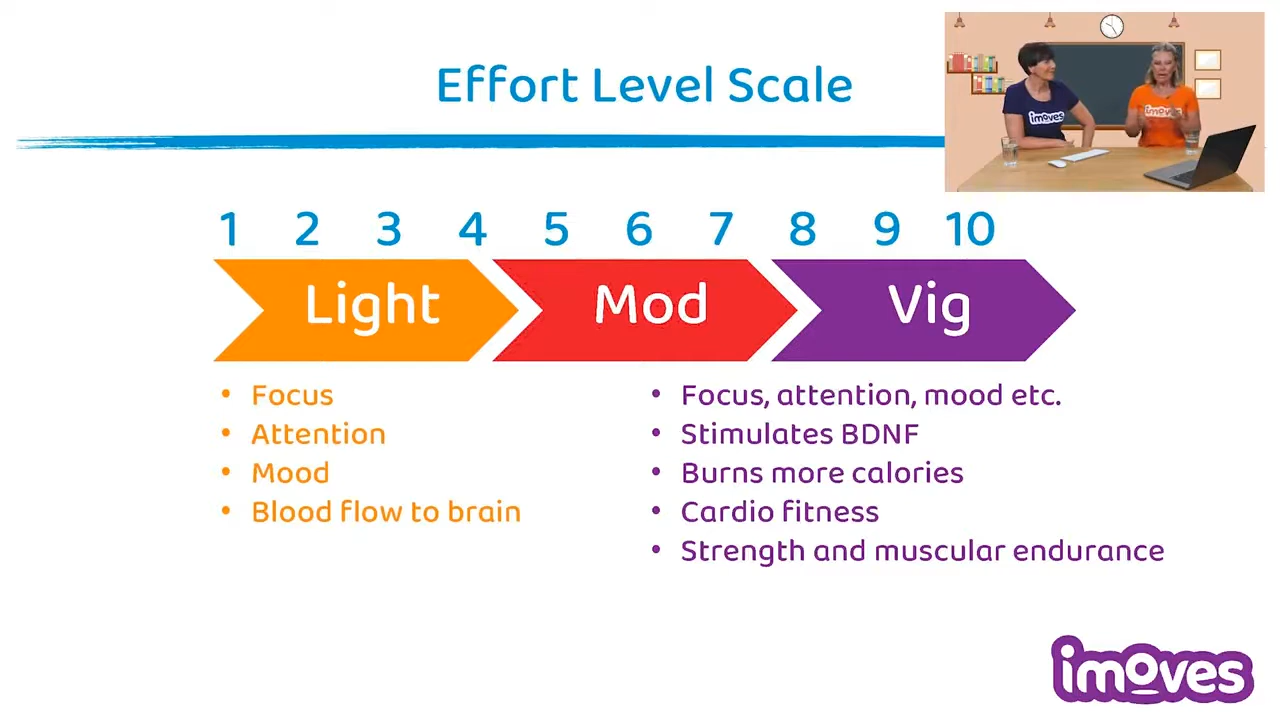 Effort Level Scale
imoves
imoves
1 2 3 4 5 6 7 8 9 10
Light Mod Vig
• Focus
• Attention
• Mood
• Blood flow to brain
• Focus, attention, mood etc.
• Stimulates BDNF
• Burns more calories
• Cardio fitness
• Strength and muscular endurance
imoves